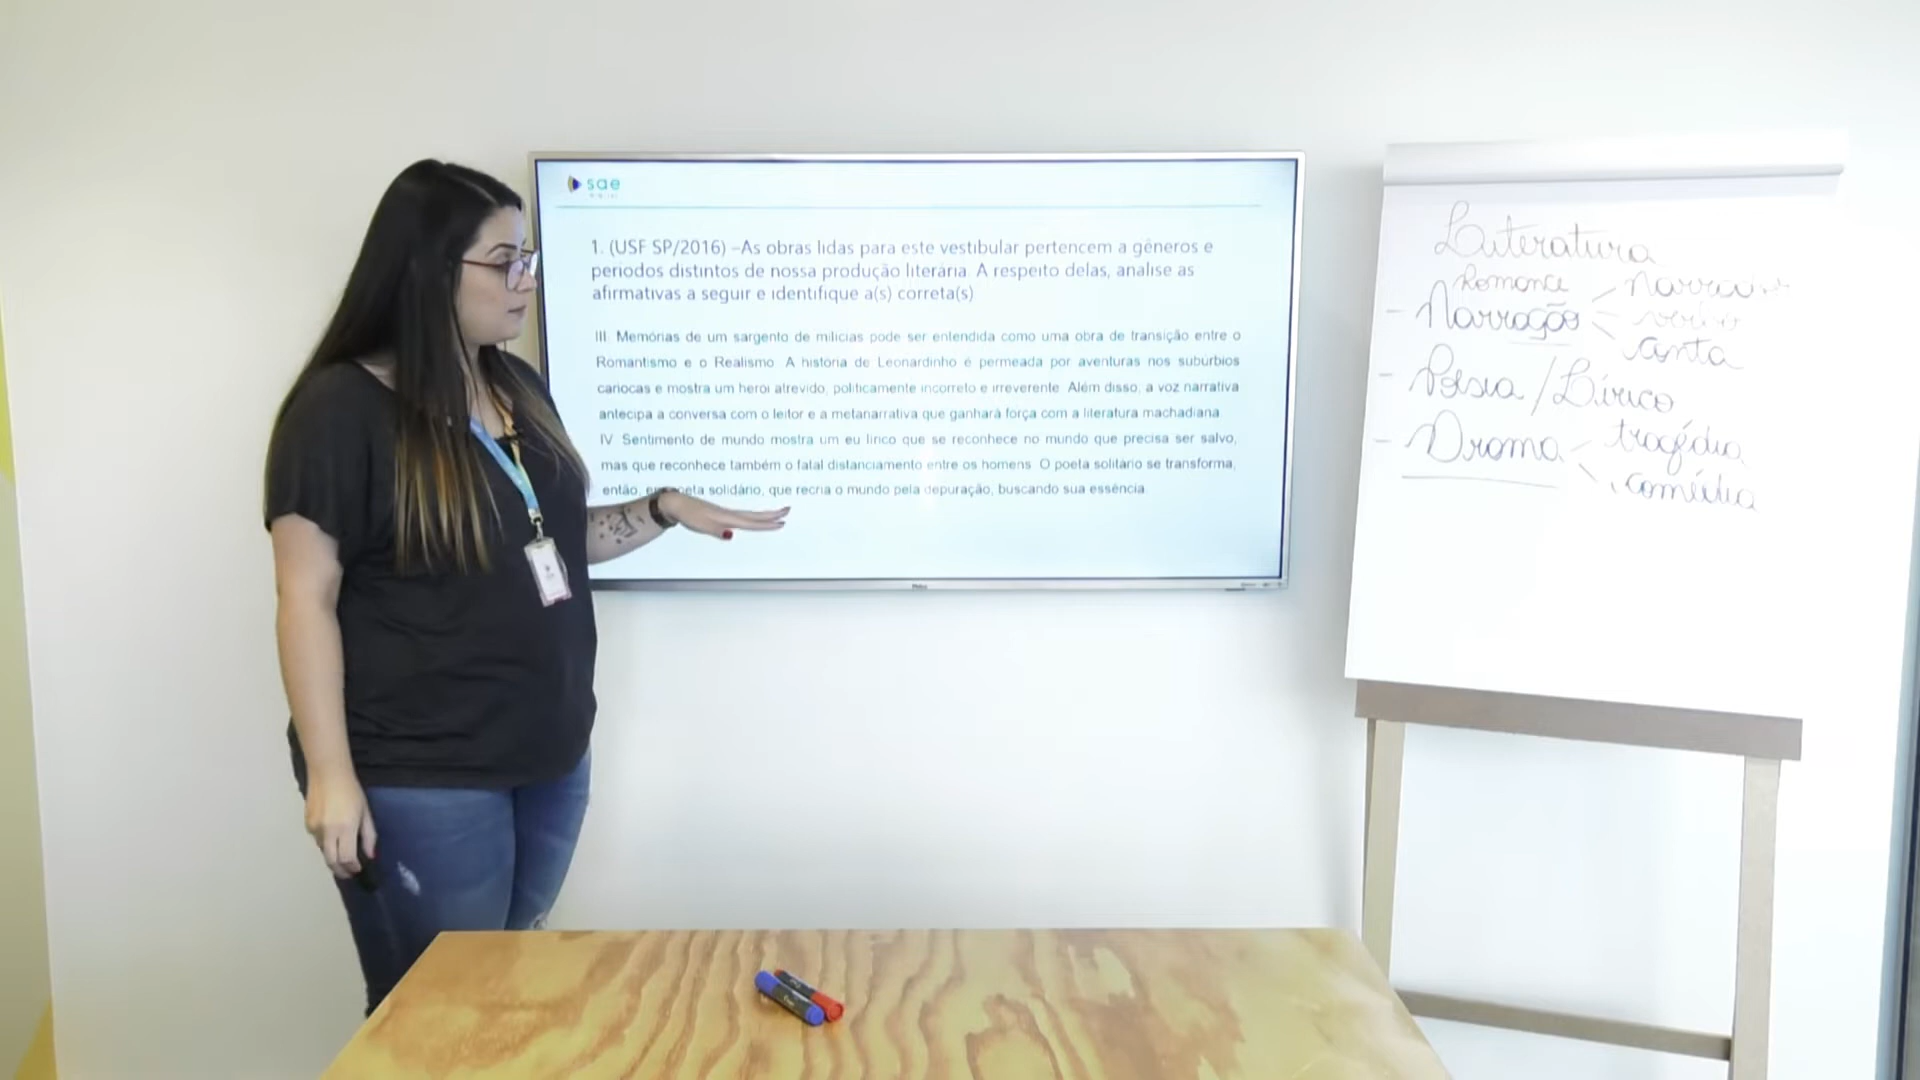 sae
1. (USF SP/2016) –As obras lidas para este vestibular pertencem a gêneros e
períodos distintos de nossa produção literária. A respeito delas, analise as
afirmativas a seguir e identifique a(s) correta(s)
III. Memórias de um sargento de milícias pode ser entendida como uma obra de transição entre o
Romantismo e o Realismo. A história de Leonardinho é permeada por aventuras nos subúrbios
cariocas e mostra um herói atrevido, politicamente incorreto e irreverente. Além disso, a voz narrativa
antecipa a conversa com o leitor e a metanarrativa que ganhará força com a literatura machadiana.
IV. Sentimento de mundo mostra um eu lírico que se reconhece no mundo que precisa ser salvo,
mas que reconhece também o fatal distanciamento entre os homens. O poeta solitário se transforma,
então, solidário, que recria o mundo pela depuração, buscando sua essência.
Philco
Literatura
Romance
narrador
- Narração
verbo
conta
- Poesia / Lírico
- Drama
tragédia
comédia